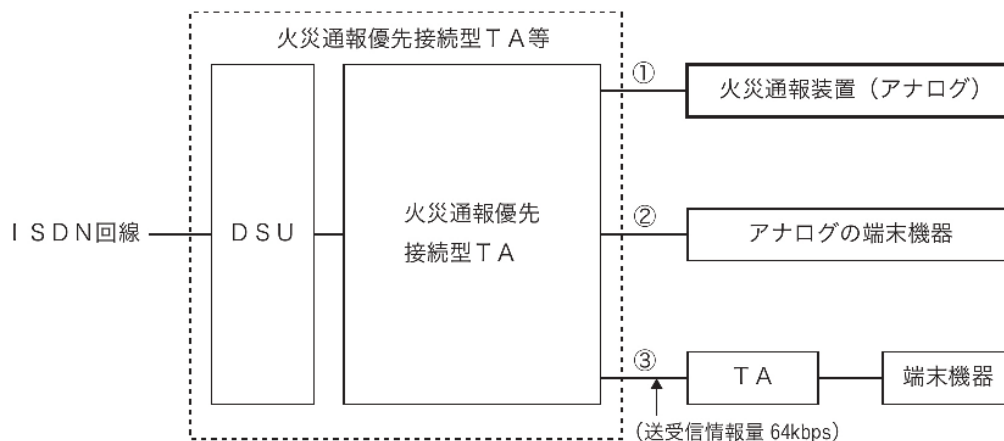 火災通報優先接続型ＴＡ等
①
火災通報装置（アナログ）
ＩＳＤＮ回線
ＤＳＵ
火災通報優先
接続型ＴＡ
②
アナログの端末機器
③
ＴＡ
端末機器
（送受信情報量 64kbps）